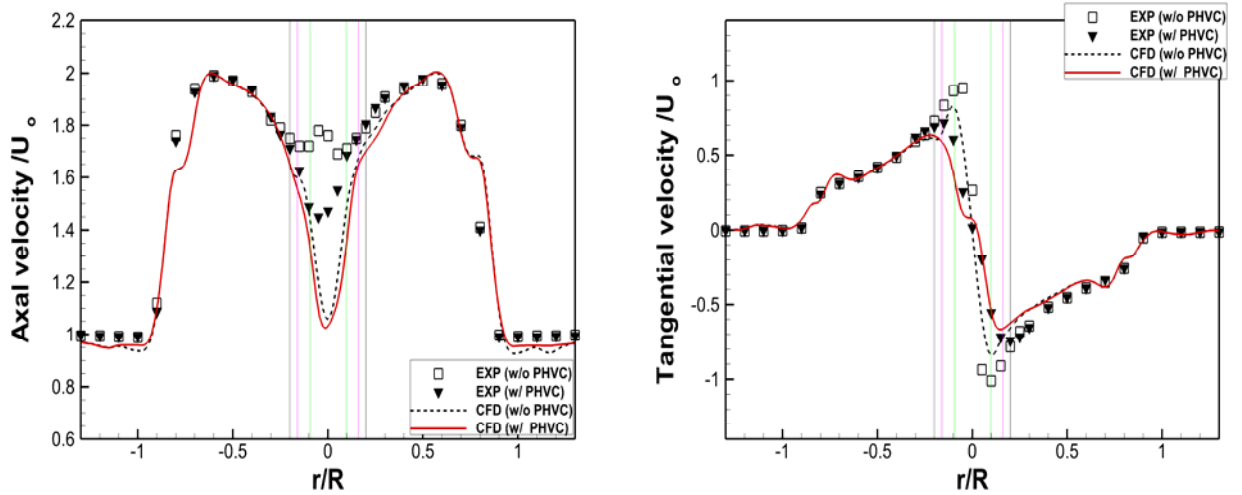 2.2
2
1.8
1.6
1.4
1.2
1
0.8
0.6
-1
-0.5
0
0.5
1
Axal velocity /U o
r/R
EXP (w/o PHVC)
EXP (w/ PHVC)
CFD (w/o PHVC)
CFD (w/ PHVC)
EXP (w/o PHVC)
EXP (w/ PHVC)
CFD (w/o PHVC)
CFD (w/ PHVC)
1
0.5
0
-0.5
-1
-1
-0.5
0
0.5
1
Tangential velocity /U o
r/R